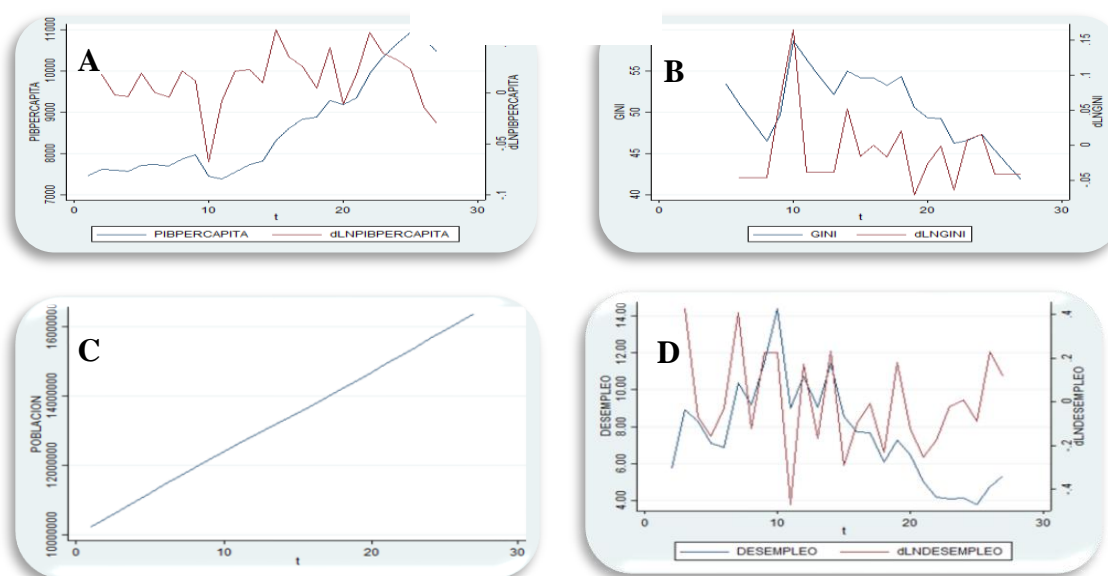 A
PIBPERCAPITA
11000
10000
9000
8000
7000
0
-.05
-.1
dLNPIBPERCAPITA
0 10 20 30
t
PIBPERCAPITA dLNPIBPERCAPITA
B
GINI
55
50
45
40
.15
.1
.05
0
-.05
dLNGINI
0 10 20 30
t
GINI dLNGINI
C
POBLACION
16000000
14000000
12000000
10000000
0 10 20 30
t
D
DESEMPLEO
14.00
12.00
10.00
8.00
6.00
4.00
.4
.2
0
-.2
-.4
dLNDESEMPLEO
0 10 20 30
t
DESEMPLEO dLNDESEMPLEO